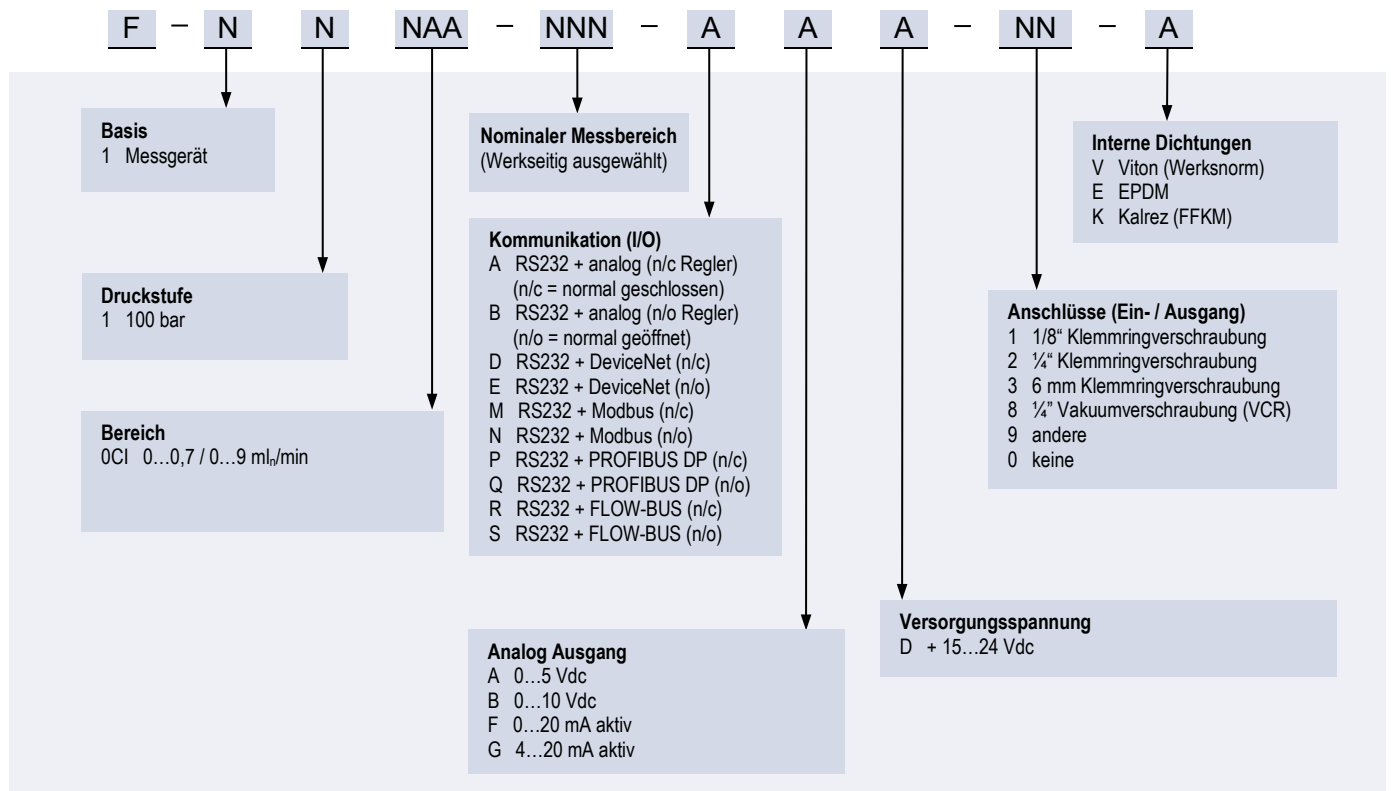 F – N N NAA – NNN – A A A – NN – A
Basis
1 Messgerät
Druckstufe
1 100 bar
Bereich
0CI 0…0,7 / 0…9 mlₙ/min
Nominaler Messbereich
(Werkseitig ausgewählt)
Kommunikation (I/O)
A RS232 + analog (n/c Regler)
(n/c = normal geschlossen)
B RS232 + analog (n/o Regler)
(n/o = normal geöffnet)
D RS232 + DeviceNet (n/c)
E RS232 + DeviceNet (n/o)
M RS232 + Modbus (n/c)
N RS232 + Modbus (n/o)
P RS232 + PROFIBUS DP (n/c)
Q RS232 + PROFIBUS DP (n/o)
R RS232 + FLOW-BUS (n/c)
S RS232 + FLOW-BUS (n/o)
Analog Ausgang
A 0…5 Vdc
B 0…10 Vdc
F 0…20 mA aktiv
G 4…20 mA aktiv
Versorgungsspannung
D + 15…24 Vdc
Anschlüsse (Ein- / Ausgang)
1 1/8“ Klemmringverschraubung
2 ¼“ Klemmringverschraubung
3 6 mm Klemmringverschraubung
8 ¼” Vakuumverschraubung (VCR)
9 andere
0 keine
Interne Dichtungen
V Viton (Werksnorm)
E EPDM
K Kalrez (FFKM)